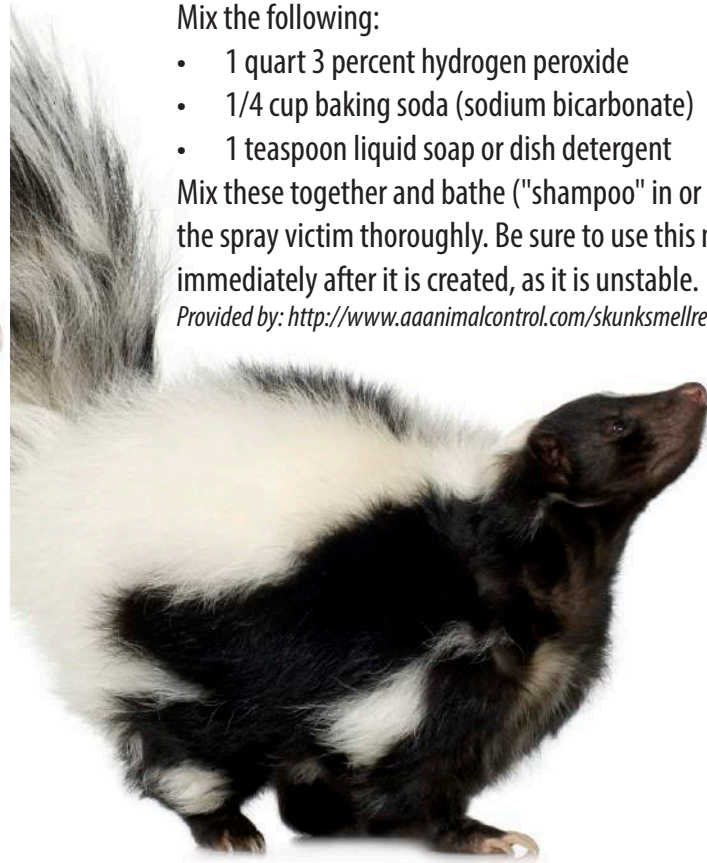 Mix the following:
• 1 quart 3 percent hydrogen peroxide
• 1/4 cup baking soda (sodium bicarbonate)
• 1 teaspoon liquid soap or dish detergent
Mix these together and bathe ("shampoo" in or
the spray victim thoroughly. Be sure to use this
immediately after it is created, as it is unstable.
Provided by: http://www.aaanimalcontrol.com/skunksmellre